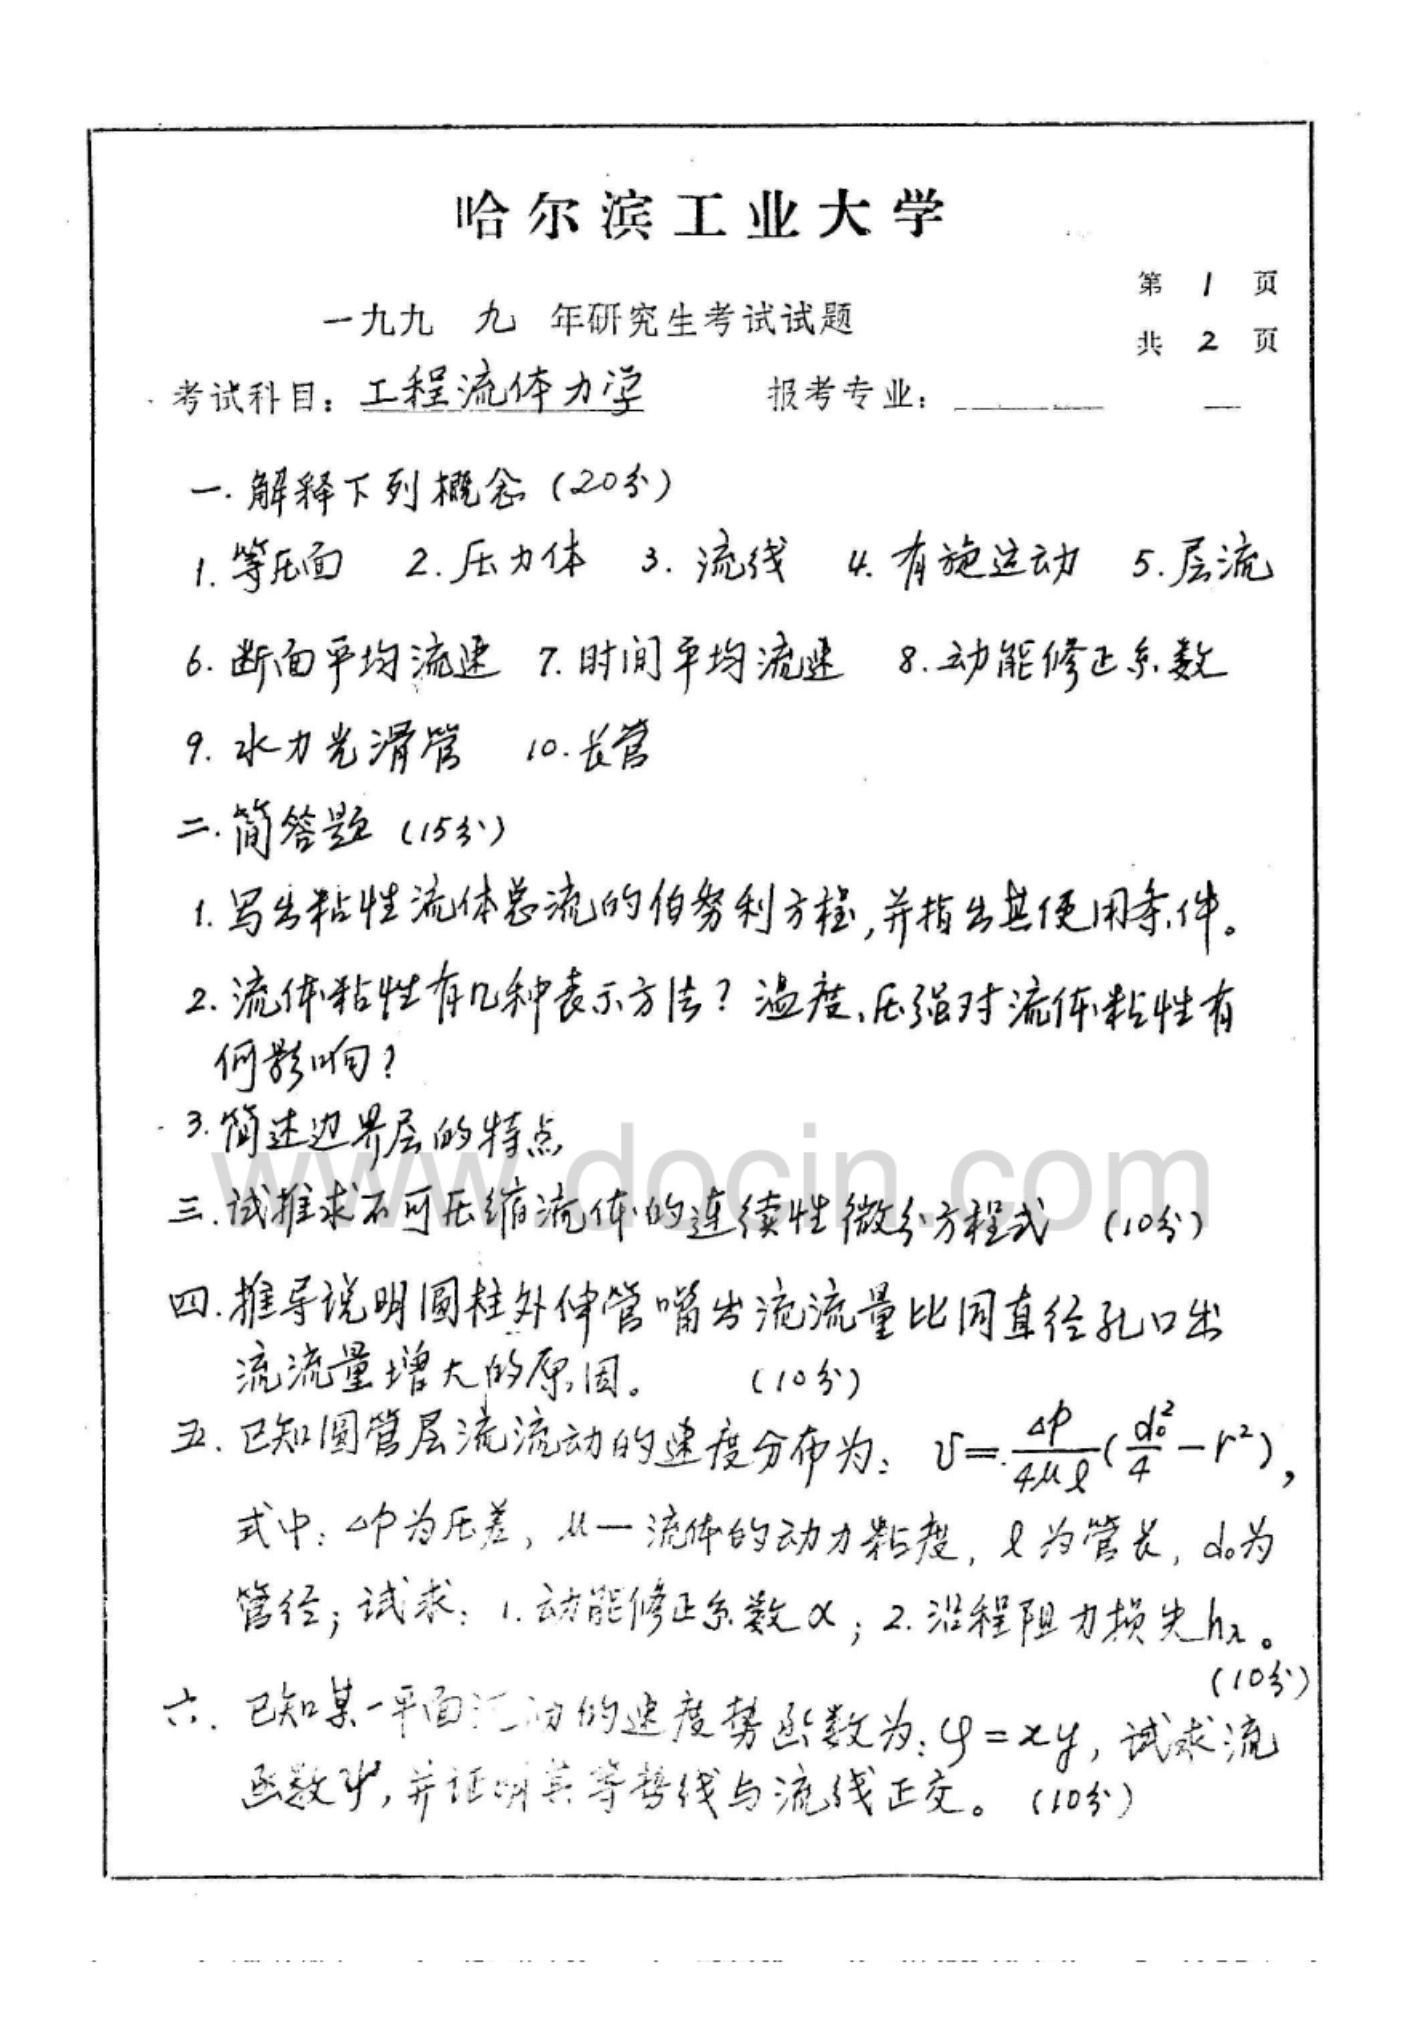 哈尔滨工业大学
第 1 页
一九九 九 年研究生考试试题
共 2 页
考试科目：工程流体力学 报考专业：
一.解释下列概念（20分）
1.等压面 2.压力体 3.流线 4.有旋运动 5.层流
6.断面平均流速 7.时间平均流速 8.动能修正系数
9.水力光滑管 10.长管
二.简答题（15分）
1.写出粘性流体总流的伯努利方程,并指出其使用条件。
2.流体粘性有几种表示方法？温度、压强对流体粘性有
何影响？
3.简述边界层的特点
www.docin.com
三.试推求不可压缩流体的连续性微分方程式 （10分）
四.推导说明圆柱外伸管嘴出流流量比同直径孔口出
流流量增大的原因。 （10分）
五.已知圆管层流流动的速度分布为：υ=Δp/4μℓ(d₀²/4-r²),
式中：Δp为压差，μ—流体的动力粘度，ℓ为管长，d₀为
管径；试求：1.动能修正系数α；2.沿程阻力损失hλ。
（10分）
六.已知某一平面流动的速度势函数为：φ=xy，试求流
函数ψ,并证明其等势线与流线正交。（10分）